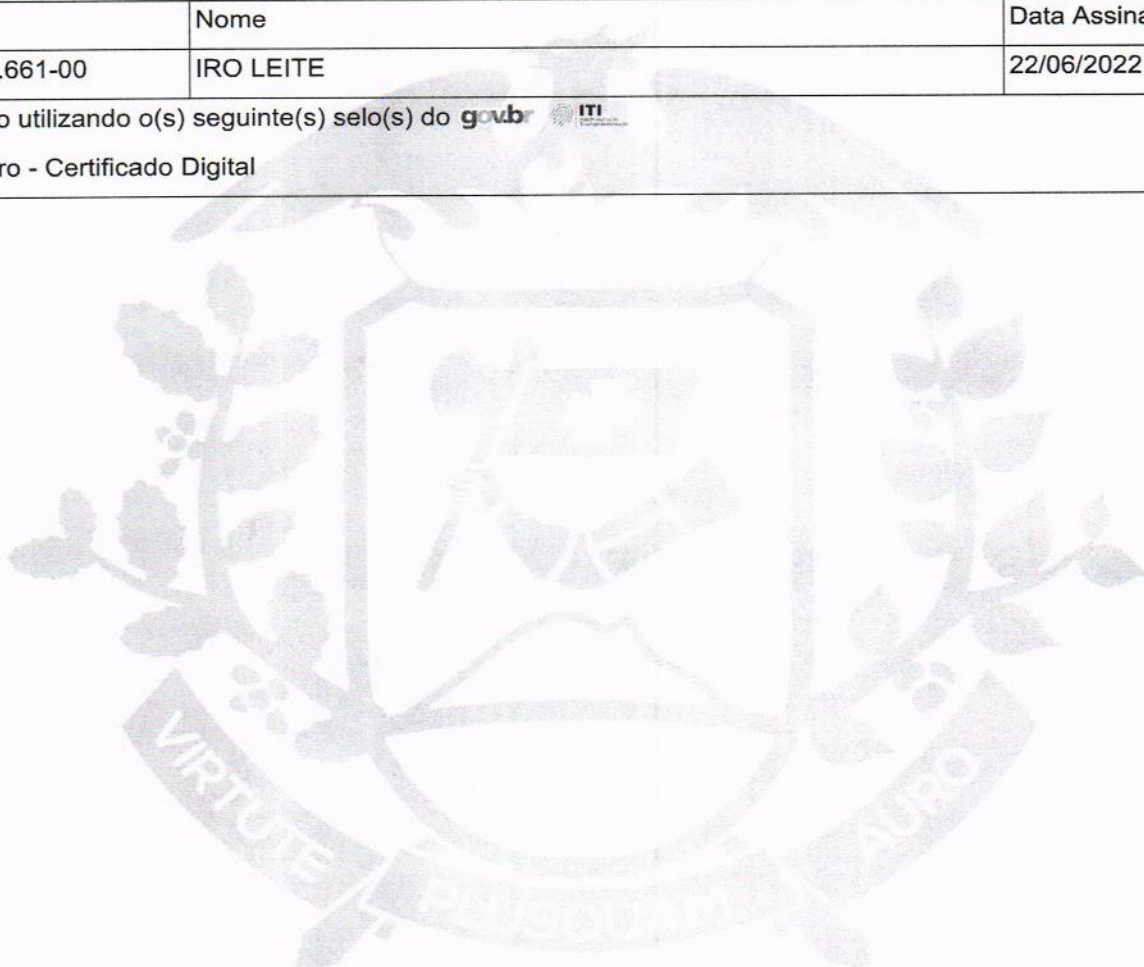 Nome Data Assina
.661-00 IRO LEITE 22/06/2022
o utilizando o(s) seguinte(s) selo(s) do gov.br ITI
ro - Certificado Digital
VIRTUTE PLUSQUAM AURO